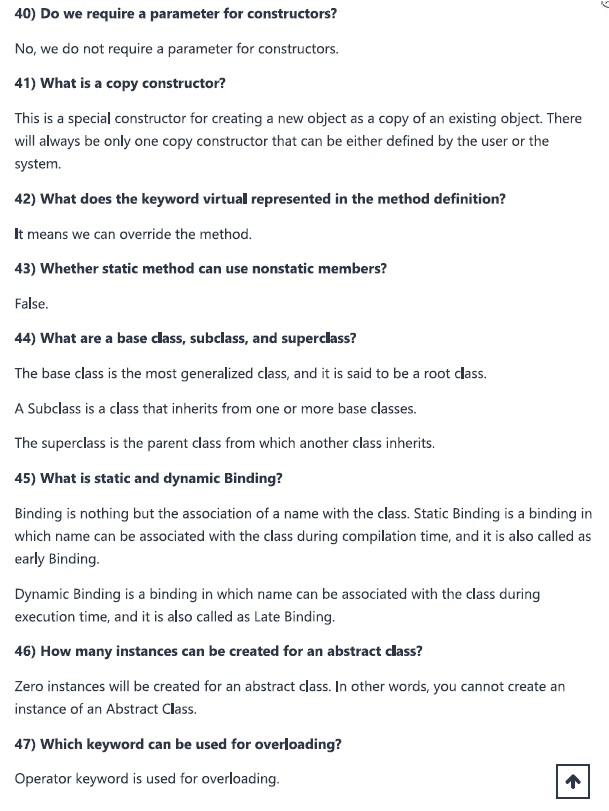 40) Do we require a parameter for constructors?
No, we do not require a parameter for constructors.
41) What is a copy constructor?
This is a special constructor for creating a new object as a copy of an existing object. There
will always be only one copy constructor that can be either defined by the user or the
system.
42) What does the keyword virtual represented in the method definition?
It means we can override the method.
43) Whether static method can use nonstatic members?
False.
44) What are a base class, subclass, and superclass?
The base class is the most generalized class, and it is said to be a root class.
A Subclass is a class that inherits from one or more base classes.
The superclass is the parent class from which another class inherits.
45) What is static and dynamic Binding?
Binding is nothing but the association of a name with the class. Static Binding is a binding in
which name can be associated with the class during compilation time, and it is also called as
early Binding.
Dynamic Binding is a binding in which name can be associated with the class during
execution time, and it is also called as Late Binding.
46) How many instances can be created for an abstract class?
Zero instances will be created for an abstract class. In other words, you cannot create an
instance of an Abstract Class.
47) Which keyword can be used for overloading?
Operator keyword is used for overloading.